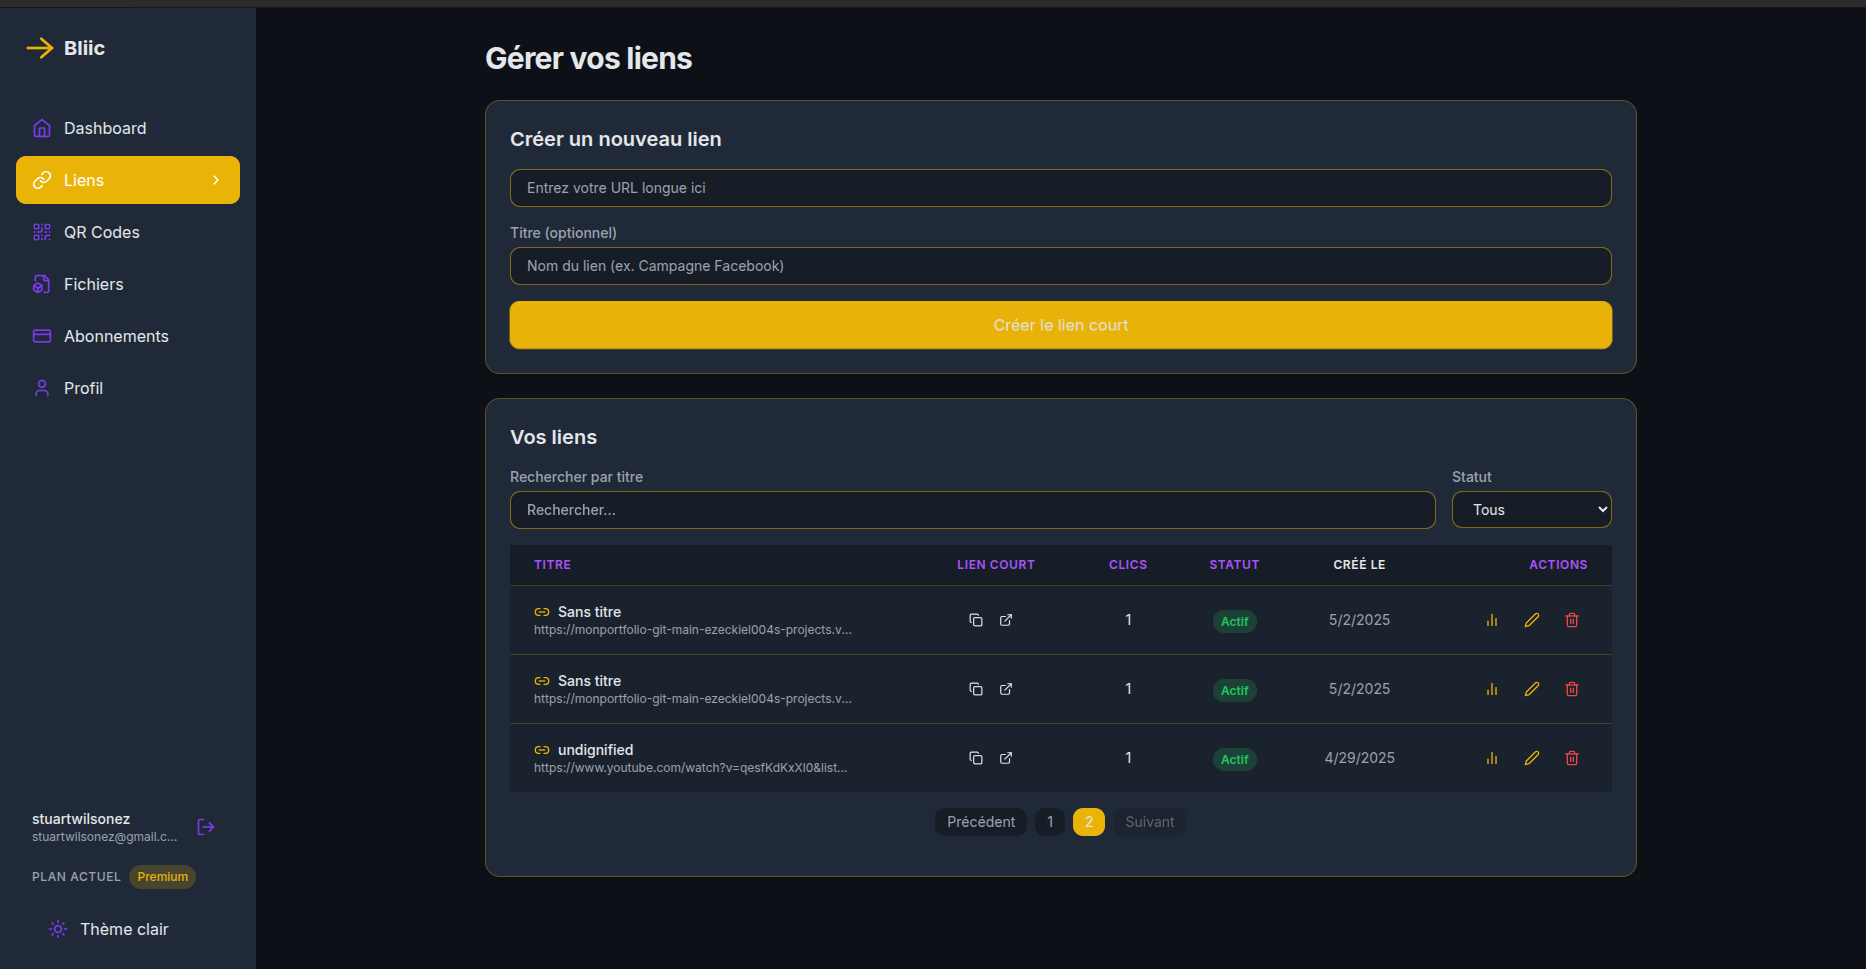 Bliic
Dashboard
Liens
QR Codes
Fichiers
Abonnements
Profil
stuartwilsonez
stuartwilsonez@gmail.c...
PLAN ACTUEL Premium
Thème clair
Gérer vos liens
Créer un nouveau lien
Entrez votre URL longue ici
Titre (optionnel)
Nom du lien (ex. Campagne Facebook)
Créer le lien court
Vos liens
Rechercher par titre Statut
Rechercher... Tous
TITRE LIEN COURT CLICS STATUT CRÉÉ LE ACTIONS
Sans titre
https://monportfolio-git-main-ezeckiel004s-projects.v... 1 Actif 5/2/2025
Sans titre
https://monportfolio-git-main-ezeckiel004s-projects.v... 1 Actif 5/2/2025
undignified
https://www.youtube.com/watch?v=qesfKdKxXl0&list... 1 Actif 4/29/2025
Précédent 1 2 Suivant